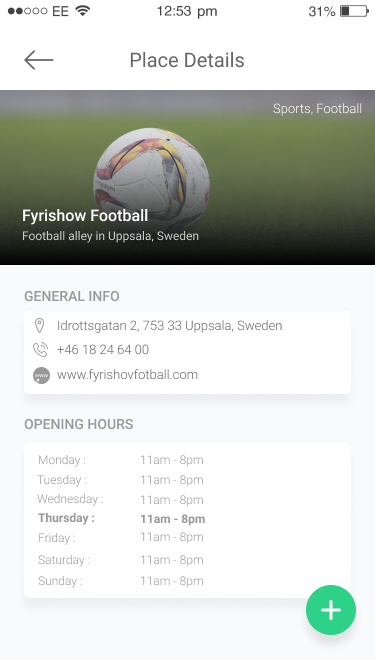 EE 12:53 pm 31%
Place Details
Sports, Football
Fyrishow Football
Football alley in Uppsala, Sweden
GENERAL INFO
Idrottsgatan 2, 753 33 Uppsala, Sweden
+46 18 24 64 00
www www.fyrishovfotball.com
OPENING HOURS
Monday : 11am - 8pm
Tuesday : 11am - 8pm
Wednesday : 11am - 8pm
Thursday : 11am - 8pm
Friday : 11am - 8pm
Saturday : 11am - 8pm
Sunday : 11am - 8pm
+